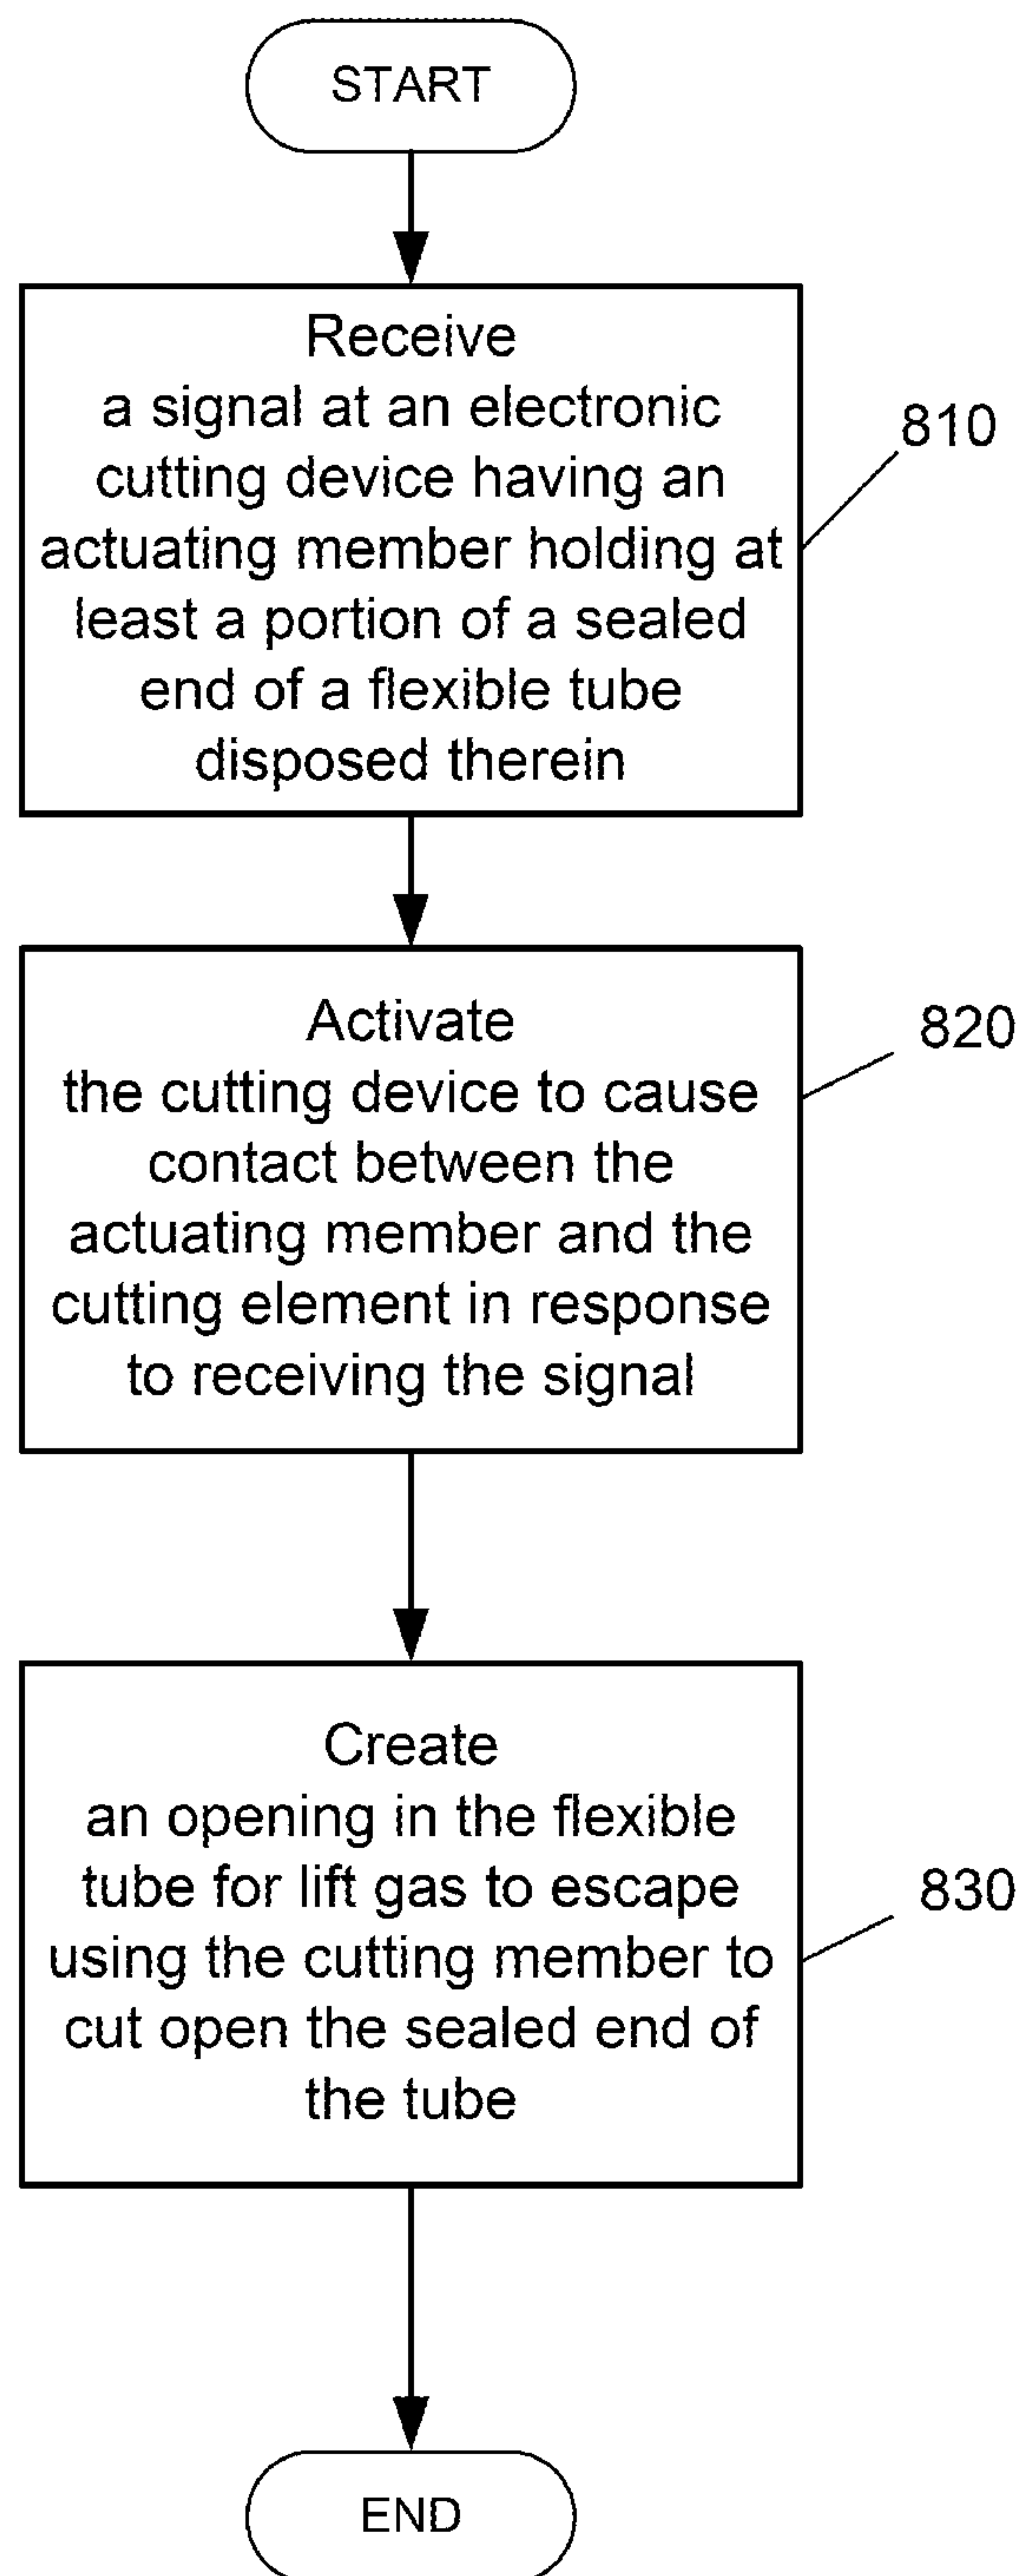 START
Receive
a signal at an electronic
cutting device having an
actuating member holding at
least a portion of a sealed
end of a flexible tube
disposed therein
810
Activate
the cutting device to cause
contact between the
actuating member and the
cutting element in response
to receiving the signal
820
Create
an opening in the flexible
tube for lift gas to escape
using the cutting member to
cut open the sealed end of
the tube
830
END